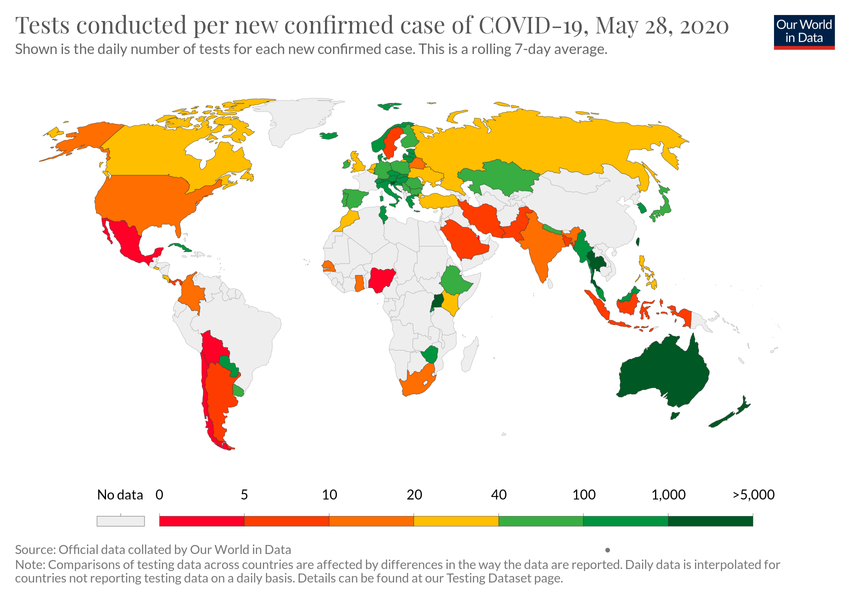 Tests conducted per new confirmed case of COVID-19, May 28, 2020
Shown is the daily number of tests for each new confirmed case. This is a rolling 7-day average.
Our World
in Data
No data 0 5 10 20 40 100 1,000 >5,000
Source: Official data collated by Our World in Data
Note: Comparisons of testing data across countries are affected by differences in the way the data are reported. Daily data is interpolated for
countries not reporting testing data on a daily basis. Details can be found at our Testing Dataset page.